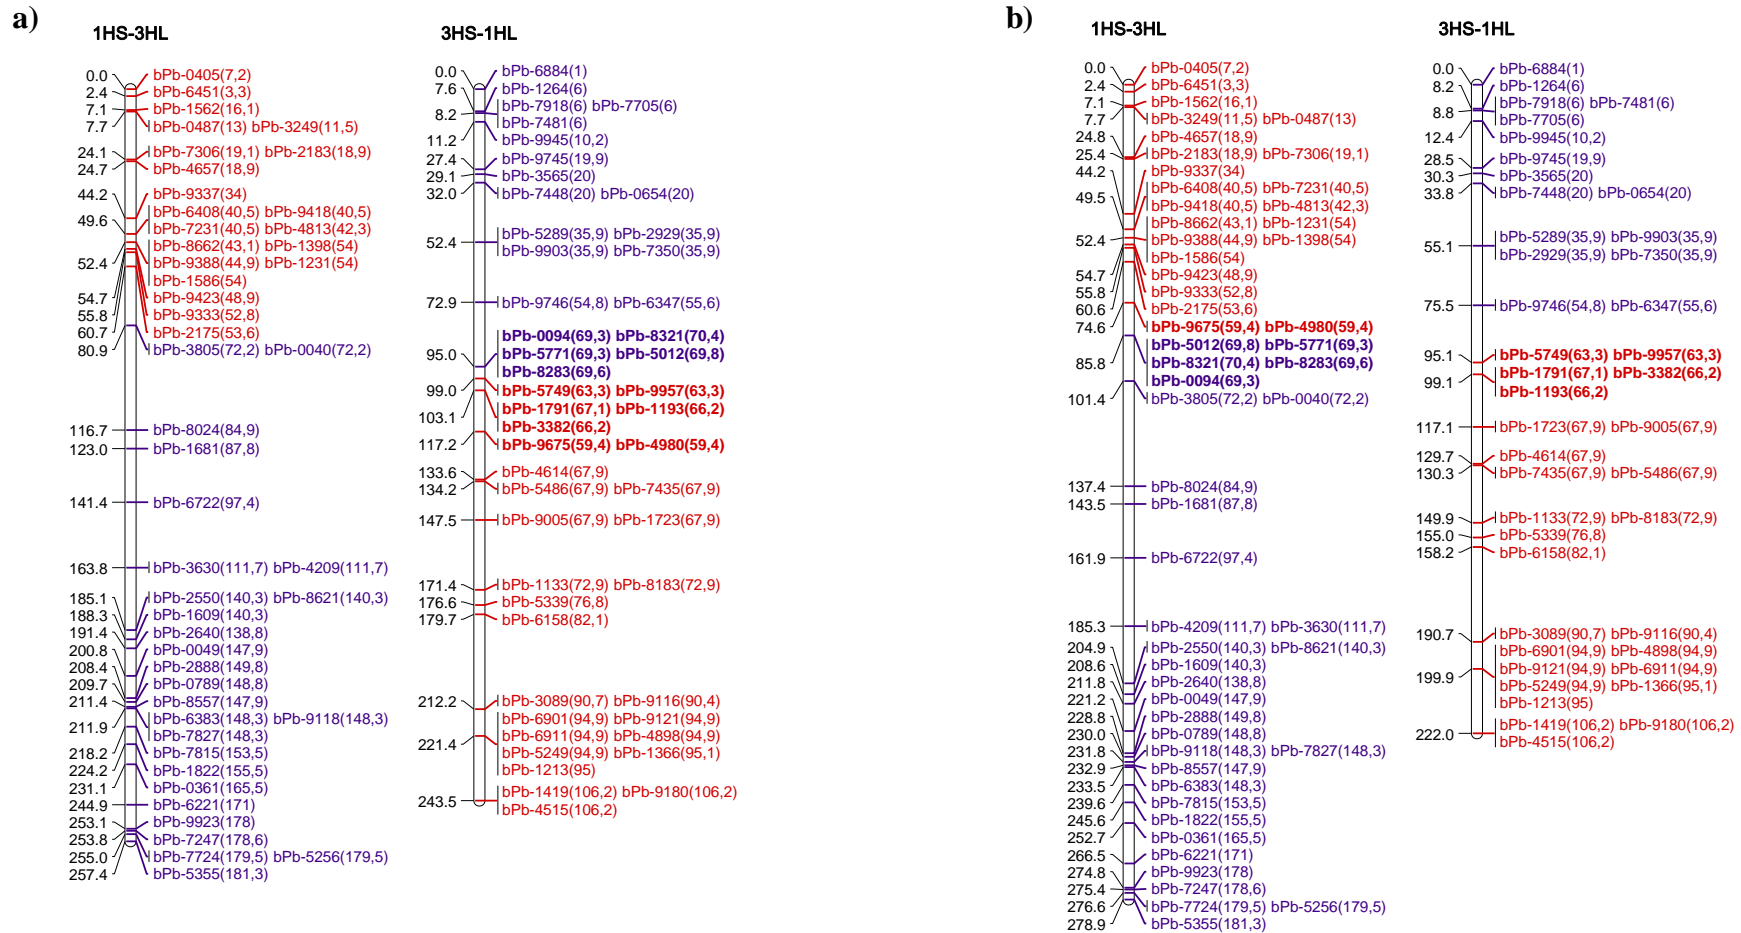 a)
1HS-3HL
0.0 bPb-0405(7,2)
2.4 bPb-6451(3,3)
7.1 bPb-1562(16,1)
7.7 bPb-0487(13) bPb-3249(11,5)
24.1 bPb-7306(19,1) bPb-2183(18,9)
24.7 bPb-4657(18,9)
44.2 bPb-9337(34)
bPb-6408(40,5) bPb-9418(40,5)
49.6 bPb-7231(40,5) bPb-4813(42,3)
bPb-8662(43,1) bPb-1398(54)
52.4 bPb-9388(44,9) bPb-1231(54)
bPb-1586(54)
54.7 bPb-9423(48,9)
55.8 bPb-9333(52,8)
60.7 bPb-2175(53,6)
80.9 bPb-3805(72,2) bPb-0040(72,2)
116.7 bPb-8024(84,9)
123.0 bPb-1681(87,8)
141.4 bPb-6722(97,4)
163.8 bPb-3630(111,7) bPb-4209(111,7)
185.1 bPb-2550(140,3) bPb-8621(140,3)
188.3 bPb-1609(140,3)
191.4 bPb-2640(138,8)
200.8 bPb-0049(147,9)
208.4 bPb-2888(149,8)
209.7 bPb-0789(148,8)
211.4 bPb-8557(147,9)
211.9 bPb-6383(148,3) bPb-9118(148,3)
bPb-7827(148,3)
218.2 bPb-7815(153,5)
224.2 bPb-1822(155,5)
231.1 bPb-0361(165,5)
244.9 bPb-6221(171)
253.1 bPb-9923(178)
253.8 bPb-7247(178,6)
255.0 bPb-7724(179,5) bPb-5256(179,5)
257.4 bPb-5355(181,3)
3HS-1HL
0.0 bPb-6884(1)
7.6 bPb-1264(6)
8.2 bPb-7918(6) bPb-7705(6)
bPb-7481(6)
11.2 bPb-9945(10,2)
27.4 bPb-9745(19,9)
29.1 bPb-3565(20)
32.0 bPb-7448(20) bPb-0654(20)
52.4 bPb-5289(35,9) bPb-2929(35,9)
bPb-9903(35,9) bPb-7350(35,9)
72.9 bPb-9746(54,8) bPb-6347(55,6)
bPb-0094(69,3) bPb-8321(70,4)
95.0 bPb-5771(69,3) bPb-5012(69,8)
bPb-8283(69,6)
99.0 bPb-5749(63,3) bPb-9957(63,3)
103.1 bPb-1791(67,1) bPb-1193(66,2)
bPb-3382(66,2)
117.2 bPb-9675(59,4) bPb-4980(59,4)
133.6 bPb-4614(67,9)
134.2 bPb-5486(67,9) bPb-7435(67,9)
147.5 bPb-9005(67,9) bPb-1723(67,9)
171.4 bPb-1133(72,9) bPb-8183(72,9)
176.6 bPb-5339(76,8)
179.7 bPb-6158(82,1)
212.2 bPb-3089(90,7) bPb-9116(90,4)
bPb-6901(94,9) bPb-9121(94,9)
221.4 bPb-6911(94,9) bPb-4898(94,9)
bPb-5249(94,9) bPb-1366(95,1)
bPb-1213(95)
243.5 bPb-1419(106,2) bPb-9180(106,2)
bPb-4515(106,2)
b)
1HS-3HL
0.0 bPb-0405(7,2)
2.4 bPb-6451(3,3)
7.1 bPb-1562(16,1)
7.7 bPb-3249(11,5) bPb-0487(13)
24.8 bPb-4657(18,9)
25.4 bPb-2183(18,9) bPb-7306(19,1)
44.2 bPb-9337(34)
bPb-6408(40,5) bPb-7231(40,5)
49.5 bPb-9418(40,5) bPb-4813(42,3)
bPb-8662(43,1) bPb-1231(54)
52.4 bPb-9388(44,9) bPb-1398(54)
bPb-1586(54)
54.7 bPb-9423(48,9)
55.8 bPb-9333(52,8)
60.6 bPb-2175(53,6)
74.6 bPb-9675(59,4) bPb-4980(59,4)
bPb-5012(69,8) bPb-5771(69,3)
85.8 bPb-8321(70,4) bPb-8283(69,6)
bPb-0094(69,3)
101.4 bPb-3805(72,2) bPb-0040(72,2)
137.4 bPb-8024(84,9)
143.5 bPb-1681(87,8)
161.9 bPb-6722(97,4)
185.3 bPb-4209(111,7) bPb-3630(111,7)
204.9 bPb-2550(140,3) bPb-8621(140,3)
208.6 bPb-1609(140,3)
211.8 bPb-2640(138,8)
221.2 bPb-0049(147,9)
228.8 bPb-2888(149,8)
230.0 bPb-0789(148,8)
231.8 bPb-9118(148,3) bPb-7827(148,3)
232.9 bPb-8557(147,9)
233.5 bPb-6383(148,3)
239.6 bPb-7815(153,5)
245.6 bPb-1822(155,5)
252.7 bPb-0361(165,5)
266.5 bPb-6221(171)
274.8 bPb-9923(178)
275.4 bPb-7247(178,6)
276.6 bPb-7724(179,5) bPb-5256(179,5)
278.9 bPb-5355(181,3)
3HS-1HL
0.0 bPb-6884(1)
8.2 bPb-1264(6)
8.8 bPb-7918(6) bPb-7481(6)
bPb-7705(6)
12.4 bPb-9945(10,2)
28.5 bPb-9745(19,9)
30.3 bPb-3565(20)
33.8 bPb-7448(20) bPb-0654(20)
55.1 bPb-5289(35,9) bPb-9903(35,9)
bPb-2929(35,9) bPb-7350(35,9)
75.5 bPb-9746(54,8) bPb-6347(55,6)
95.1 bPb-5749(63,3) bPb-9957(63,3)
99.1 bPb-1791(67,1) bPb-3382(66,2)
bPb-1193(66,2)
117.1 bPb-1723(67,9) bPb-9005(67,9)
129.7 bPb-4614(67,9)
130.3 bPb-7435(67,9) bPb-5486(67,9)
149.9 bPb-1133(72,9) bPb-8183(72,9)
155.0 bPb-5339(76,8)
158.2 bPb-6158(82,1)
190.7 bPb-3089(90,7) bPb-9116(90,4)
bPb-6901(94,9) bPb-4898(94,9)
199.9 bPb-9121(94,9) bPb-6911(94,9)
bPb-5249(94,9) bPb-1366(95,1)
bPb-1213(95)
222.0 bPb-1419(106,2) bPb-9180(106,2)
bPb-4515(106,2)